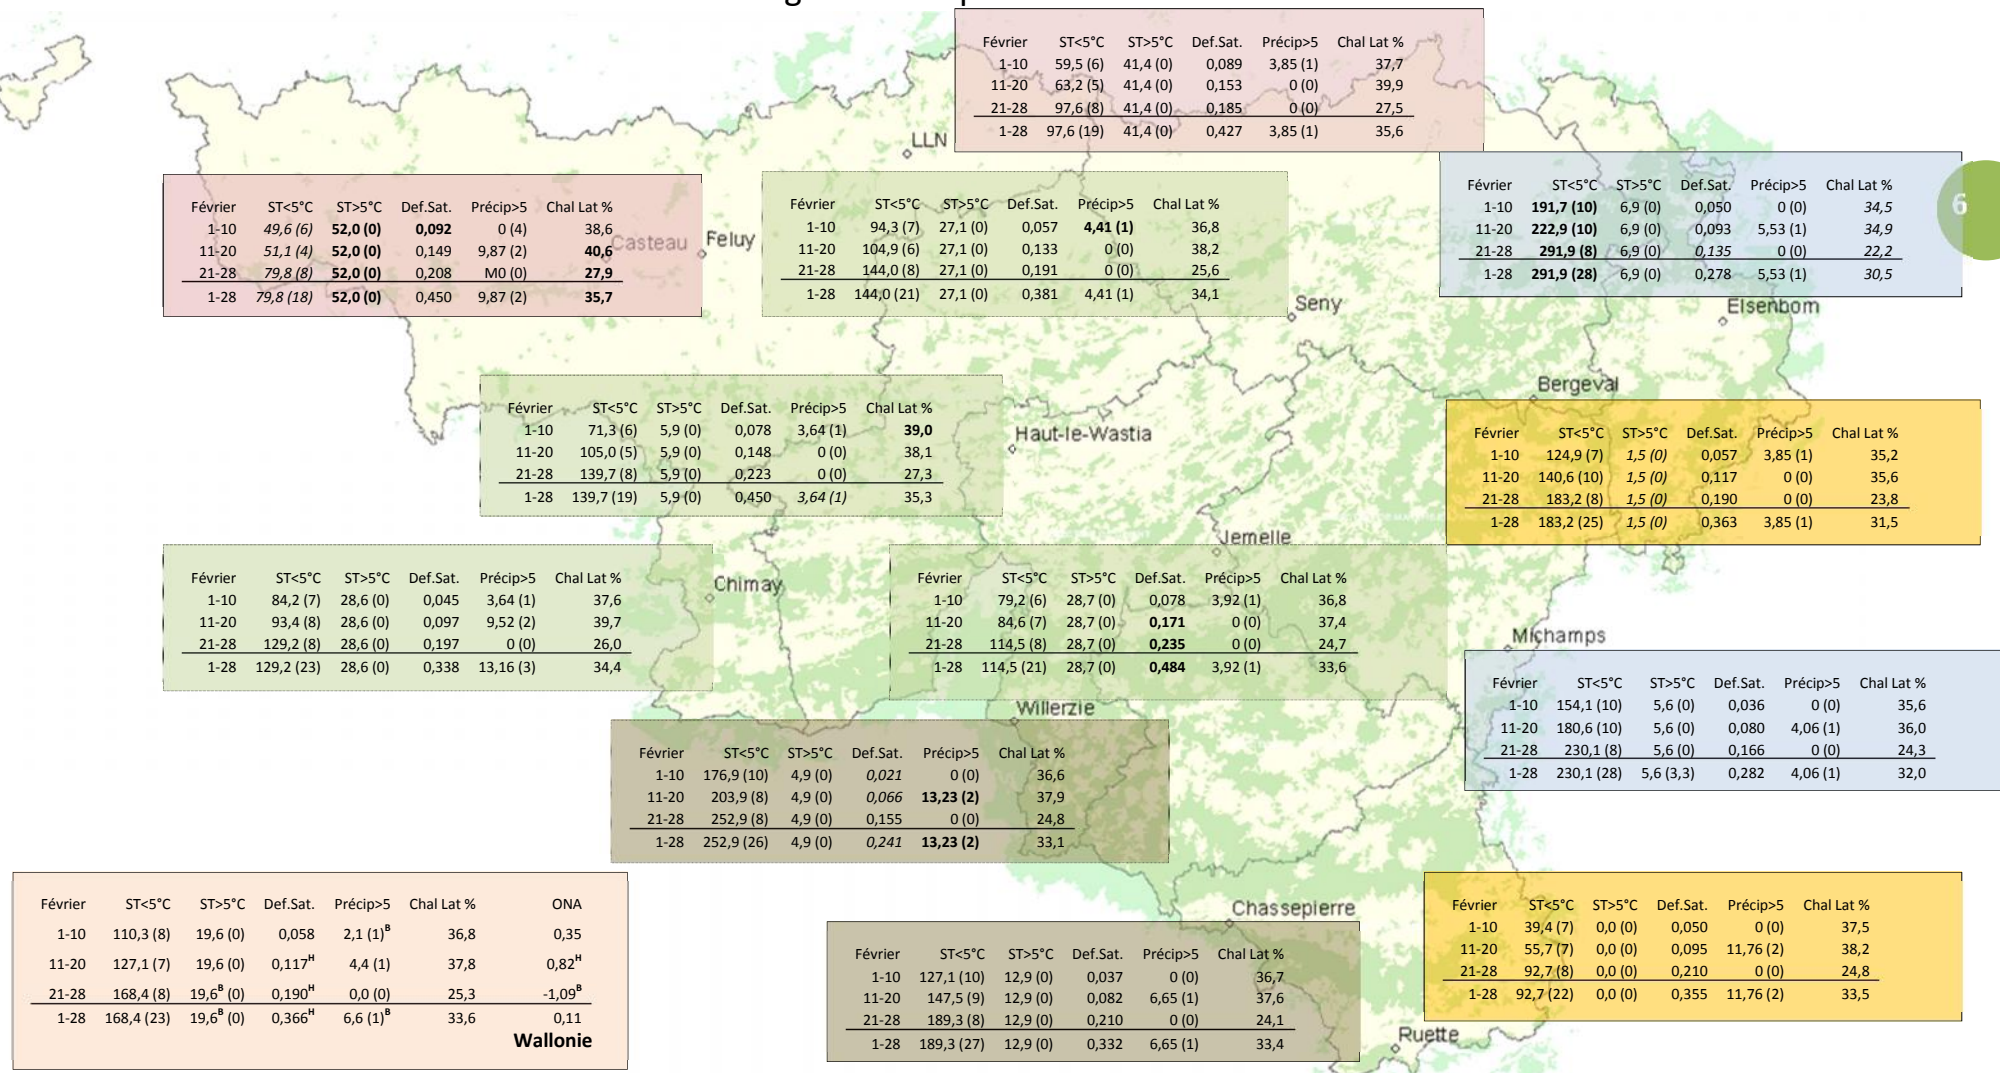 Février ST<5°C ST>5°C Def.Sat. Précip>5 Chal Lat %
1-10 59,5 (6) 41,4 (0) 0,089 3,85 (1) 37,7
11-20 63,2 (5) 41,4 (0) 0,153 0 (0) 39,9
21-28 97,6 (8) 41,4 (0) 0,185 0 (0) 27,5
1-28 97,6 (19) 41,4 (0) 0,427 3,85 (1) 35,6
LLN
Février ST<5°C ST>5°C Def.Sat. Précip>5 Chal Lat %
1-10 49,6 (6) 52,0 (0) 0,092 0 (4) 38,6
11-20 51,1 (4) 52,0 (0) 0,149 9,87 (2) 40,6
21-28 79,8 (8) 52,0 (0) 0,208 M0 (0) 27,9
1-28 79,8 (18) 52,0 (0) 0,450 9,87 (2) 35,7
Casteau
Feluy
Février ST<5°C ST>5°C Def.Sat. Précip>5 Chal Lat %
1-10 94,3 (7) 27,1 (0) 0,057 4,41 (1) 36,8
11-20 104,9 (6) 27,1 (0) 0,133 0 (0) 38,2
21-28 144,0 (8) 27,1 (0) 0,191 0 (0) 25,6
1-28 144,0 (21) 27,1 (0) 0,381 4,41 (1) 34,1
Seny
Février ST<5°C ST>5°C Def.Sat. Précip>5 Chal Lat %
1-10 191,7 (10) 6,9 (0) 0,050 0 (0) 34,5
11-20 222,9 (10) 6,9 (0) 0,093 5,53 (1) 34,9
21-28 291,9 (8) 6,9 (0) 0,135 0 (0) 22,2
1-28 291,9 (28) 6,9 (0) 0,278 5,53 (1) 30,5
6
Elsenborn
Bergeval
Février ST<5°C ST>5°C Def.Sat. Précip>5 Chal Lat %
1-10 71,3 (6) 5,9 (0) 0,078 3,64 (1) 39,0
11-20 105,0 (5) 5,9 (0) 0,148 0 (0) 38,1
21-28 139,7 (8) 5,9 (0) 0,223 0 (0) 27,3
1-28 139,7 (19) 5,9 (0) 0,450 3,64 (1) 35,3
Haut-le-Wastia
Février ST<5°C ST>5°C Def.Sat. Précip>5 Chal Lat %
1-10 124,9 (7) 1,5 (0) 0,057 3,85 (1) 35,2
11-20 140,6 (10) 1,5 (0) 0,117 0 (0) 35,6
21-28 183,2 (8) 1,5 (0) 0,190 0 (0) 23,8
1-28 183,2 (25) 1,5 (0) 0,363 3,85 (1) 31,5
Jemelle
Février ST<5°C ST>5°C Def.Sat. Précip>5 Chal Lat %
1-10 84,2 (7) 28,6 (0) 0,045 3,64 (1) 37,6
11-20 93,4 (8) 28,6 (0) 0,097 9,52 (2) 39,7
21-28 129,2 (8) 28,6 (0) 0,197 0 (0) 26,0
1-28 129,2 (23) 28,6 (0) 0,338 13,16 (3) 34,4
Chimay
Février ST<5°C ST>5°C Def.Sat. Précip>5 Chal Lat %
1-10 79,2 (6) 28,7 (0) 0,078 3,92 (1) 36,8
11-20 84,6 (7) 28,7 (0) 0,171 0 (0) 37,4
21-28 114,5 (8) 28,7 (0) 0,235 0 (0) 24,7
1-28 114,5 (21) 28,7 (0) 0,484 3,92 (1) 33,6
Michamps
Février ST<5°C ST>5°C Def.Sat. Précip>5 Chal Lat %
1-10 154,1 (10) 5,6 (0) 0,036 0 (0) 35,6
11-20 180,6 (10) 5,6 (0) 0,080 4,06 (1) 36,0
21-28 230,1 (8) 5,6 (0) 0,166 0 (0) 24,3
1-28 230,1 (28) 5,6 (3,3) 0,282 4,06 (1) 32,0
Willerzie
Février ST<5°C ST>5°C Def.Sat. Précip>5 Chal Lat %
1-10 176,9 (10) 4,9 (0) 0,021 0 (0) 36,6
11-20 203,9 (8) 4,9 (0) 0,066 13,23 (2) 37,9
21-28 252,9 (8) 4,9 (0) 0,155 0 (0) 24,8
1-28 252,9 (26) 4,9 (0) 0,241 13,23 (2) 33,1
Février ST<5°C ST>5°C Def.Sat. Précip>5 Chal Lat % ONA
1-10 110,3 (8) 19,6 (0) 0,058 2,1 (1)ᴮ 36,8 0,35
11-20 127,1 (7) 19,6 (0) 0,117ᴴ 4,4 (1) 37,8 0,82ᴴ
21-28 168,4 (8) 19,6ᴮ (0) 0,190ᴴ 0,0 (0) 25,3 -1,09ᴮ
1-28 168,4 (23) 19,6ᴮ (0) 0,366ᴴ 6,6 (1)ᴮ 33,6 0,11
Wallonie
Chassepierre
Février ST<5°C ST>5°C Def.Sat. Précip>5 Chal Lat %
1-10 127,1 (10) 12,9 (0) 0,037 0 (0) 36,7
11-20 147,5 (9) 12,9 (0) 0,082 6,65 (1) 37,6
21-28 189,3 (8) 12,9 (0) 0,210 0 (0) 24,1
1-28 189,3 (27) 12,9 (0) 0,332 6,65 (1) 33,4
Février ST<5°C ST>5°C Def.Sat. Précip>5 Chal Lat %
1-10 39,4 (7) 0,0 (0) 0,050 0 (0) 37,5
11-20 55,7 (7) 0,0 (0) 0,095 11,76 (2) 38,2
21-28 92,7 (8) 0,0 (0) 0,210 0 (0) 24,8
1-28 92,7 (22) 0,0 (0) 0,355 11,76 (2) 33,5
Ruette